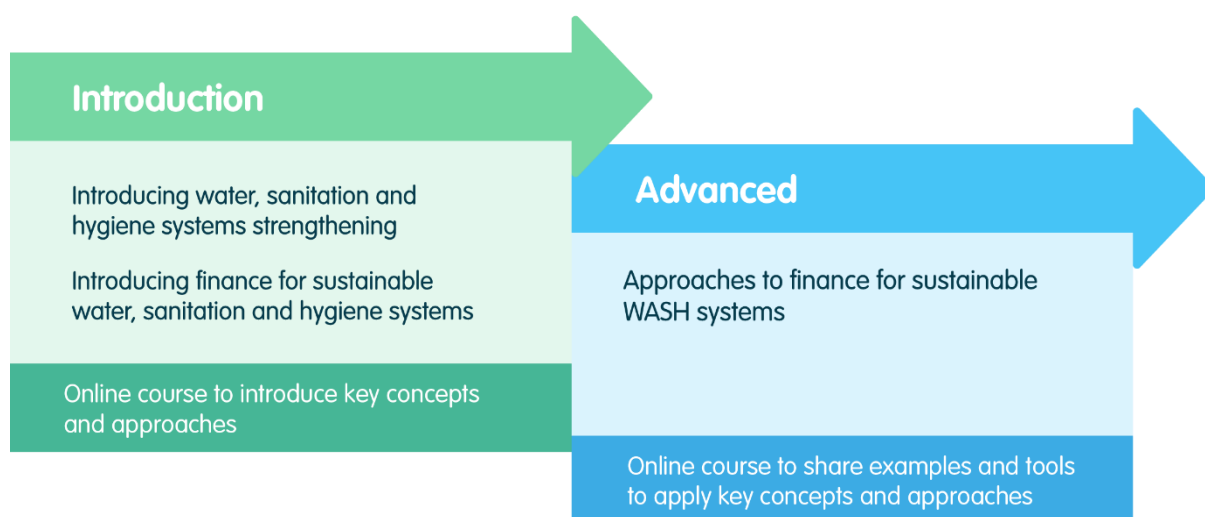 Introduction
Introducing water, sanitation and
hygiene systems strengthening
Introducing finance for sustainable
water, sanitation and hygiene systems
Online course to introduce key concepts
and approaches
Advanced
Approaches to finance for sustainable
WASH systems
Online course to share examples and tools
to apply key concepts and approaches